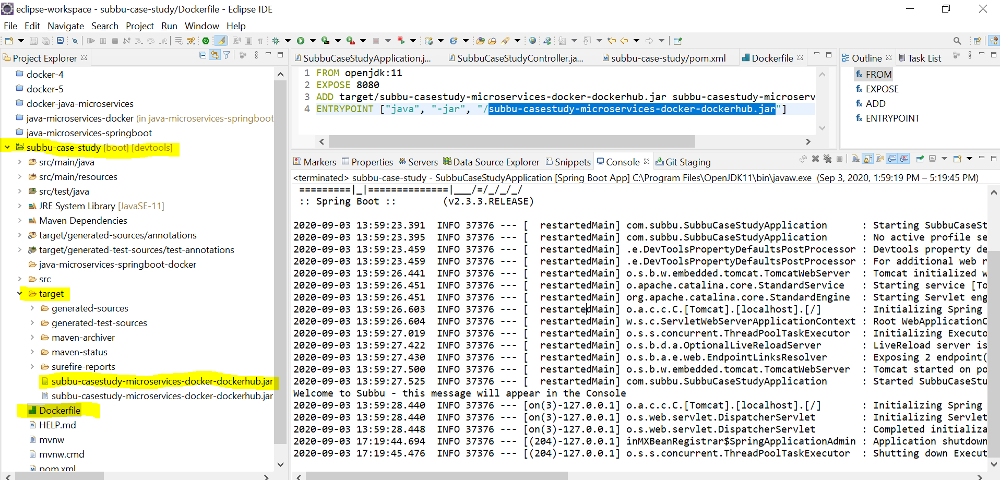 eclipse-workspace - subbu-case-study/Dockerfile - Eclipse IDE
File Edit Navigate Search Project Run Window Help
Project Explorer
docker-4
docker-5
docker-java-microservices
java-microservices-docker (in java-microservices-springboot
java-microservices-springboot
subbu-case-study [boot] [devtools]
src/main/java
src/main/resources
src/test/java
JRE System Library [JavaSE-11]
Maven Dependencies
target/generated-sources/annotations
target/generated-test-sources/test-annotations
java-microservices-springboot-docker
src
target
generated-sources
generated-test-sources
maven-archiver
maven-status
surefire-reports
subbu-casestudy-microservices-docker-dockerhub.jar
subbu-casestudy-microservices-docker-dockerhub.jar
Dockerfile
HELP.md
mvnw
mvnw.cmd
pom.xml
SubbuCaseStudyApplication.j... SubbuCaseStudyController.ja... subbu-case-study/pom.xml Dockerfile
1 FROM openjdk:11
2 EXPOSE 8080
3 ADD target/subbu-casestudy-microservices-docker-dockerhub.jar subbu-casestudy-microserv
4 ENTRYPOINT ["java", "-jar", "/subbu-casestudy-microservices-docker-dockerhub.jar"]
Outline Task List
FROM
EXPOSE
ADD
ENTRYPOINT
Markers Properties Servers Data Source Explorer Snippets Console Git Staging
<terminated> subbu-case-study - SubbuCaseStudyApplication [Spring Boot App] C:\Program Files\OpenJDK11\bin\javaw.exe (Sep 3, 2020, 1:59:19 PM – 5:19:45 PM)
=========|_|==============|___/=/_/_/_/
:: Spring Boot :: (v2.3.3.RELEASE)
2020-09-03 13:59:23.391 INFO 37376 --- [ restartedMain] com.subbu.SubbuCaseStudyApplication : Starting SubbuCaseSt
2020-09-03 13:59:23.395 INFO 37376 --- [ restartedMain] com.subbu.SubbuCaseStudyApplication : No active profile se
2020-09-03 13:59:23.459 INFO 37376 --- [ restartedMain] .e.DevToolsPropertyDefaultsPostProcessor : Devtools property de
2020-09-03 13:59:23.459 INFO 37376 --- [ restartedMain] .e.DevToolsPropertyDefaultsPostProcessor : For additional web r
2020-09-03 13:59:26.441 INFO 37376 --- [ restartedMain] o.s.b.w.embedded.tomcat.TomcatWebServer : Tomcat initialized w
2020-09-03 13:59:26.451 INFO 37376 --- [ restartedMain] o.apache.catalina.core.StandardService : Starting service [To
2020-09-03 13:59:26.451 INFO 37376 --- [ restartedMain] org.apache.catalina.core.StandardEngine : Starting Servlet eng
2020-09-03 13:59:26.603 INFO 37376 --- [ restartedMain] o.a.c.c.C.[Tomcat].[localhost].[/] : Initializing Spring
2020-09-03 13:59:26.604 INFO 37376 --- [ restartedMain] w.s.c.ServletWebServerApplicationContext : Root WebApplicationC
2020-09-03 13:59:27.019 INFO 37376 --- [ restartedMain] o.s.s.concurrent.ThreadPoolTaskExecutor : Initializing Executo
2020-09-03 13:59:27.422 INFO 37376 --- [ restartedMain] o.s.b.d.a.OptionalLiveReloadServer : LiveReload server is
2020-09-03 13:59:27.430 INFO 37376 --- [ restartedMain] o.s.b.a.e.web.EndpointLinksResolver : Exposing 2 endpoint(
2020-09-03 13:59:27.500 INFO 37376 --- [ restartedMain] o.s.b.w.embedded.tomcat.TomcatWebServer : Tomcat started on po
2020-09-03 13:59:27.525 INFO 37376 --- [ restartedMain] com.subbu.SubbuCaseStudyApplication : Started SubbuCaseStu
Welcome to Subbu - this message will appear in the Console
2020-09-03 13:59:28.440 INFO 37376 --- [on(3)-127.0.0.1] o.a.c.c.C.[Tomcat].[localhost].[/] : Initializing Spring
2020-09-03 13:59:28.440 INFO 37376 --- [on(3)-127.0.0.1] o.s.web.servlet.DispatcherServlet : Initializing Servlet
2020-09-03 13:59:28.448 INFO 37376 --- [on(3)-127.0.0.1] o.s.web.servlet.DispatcherServlet : Completed initializa
2020-09-03 17:19:44.694 INFO 37376 --- [(204)-127.0.0.1] inMXBeanRegistrar$SpringApplicationAdmin : Application shutdown
2020-09-03 17:19:45.476 INFO 37376 --- [(204)-127.0.0.1] o.s.s.concurrent.ThreadPoolTaskExecutor : Shutting down Execut